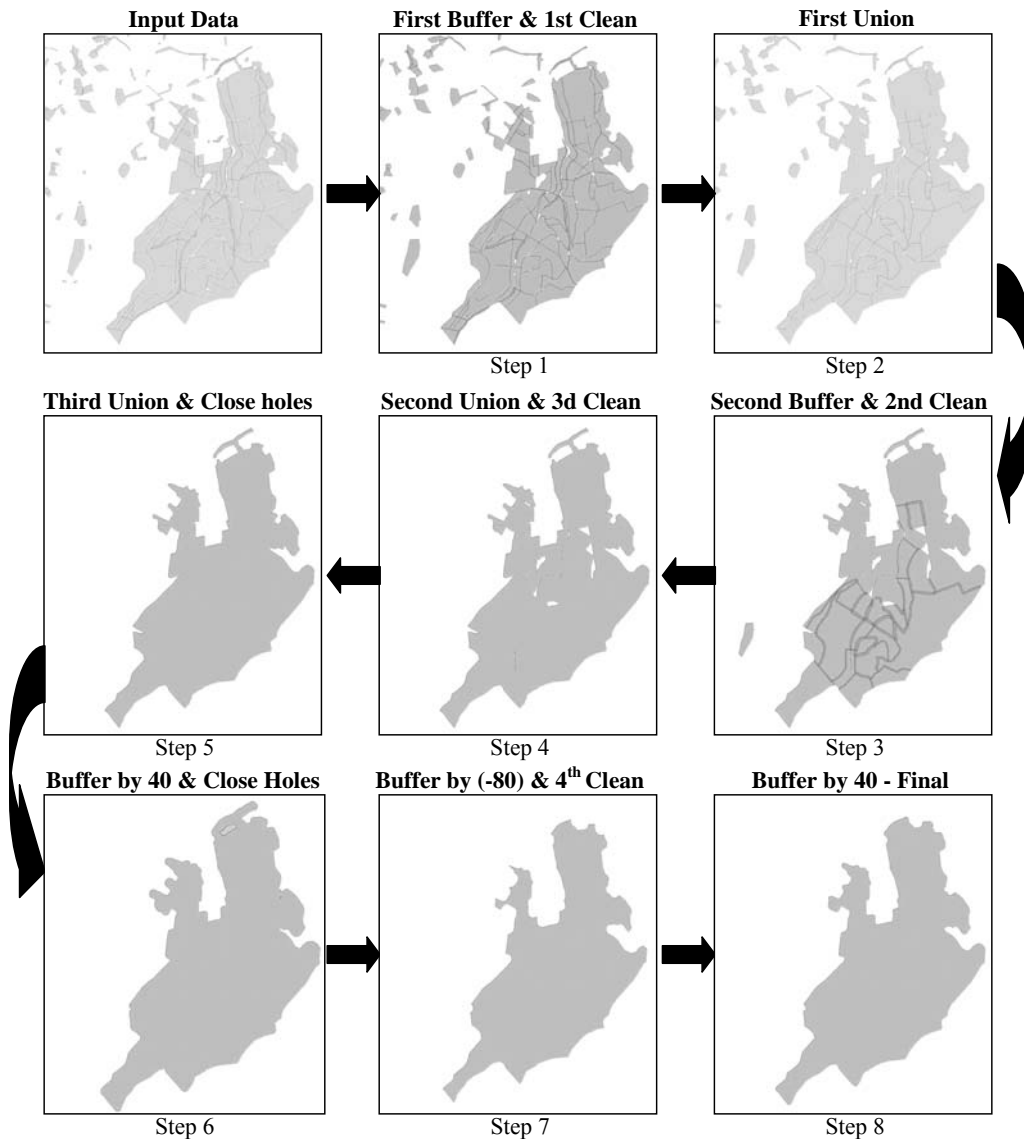 Input Data
First Buffer & 1st Clean
First Union
Step 1
Step 2
Third Union & Close holes
Second Union & 3d Clean
Second Buffer & 2nd Clean
Step 5
Step 4
Step 3
Buffer by 40 & Close Holes
Buffer by (-80) & 4th Clean
Buffer by 40 - Final
Step 6
Step 7
Step 8